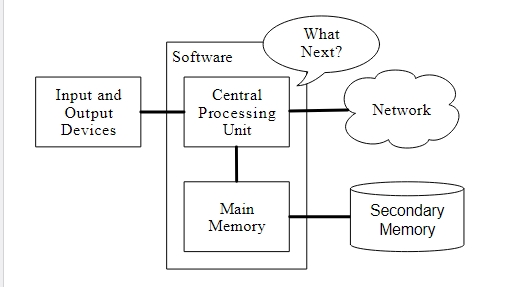 What
Next?
Software
Input and
Output
Devices
Central
Processing
Unit
Network
Main
Memory
Secondary
Memory